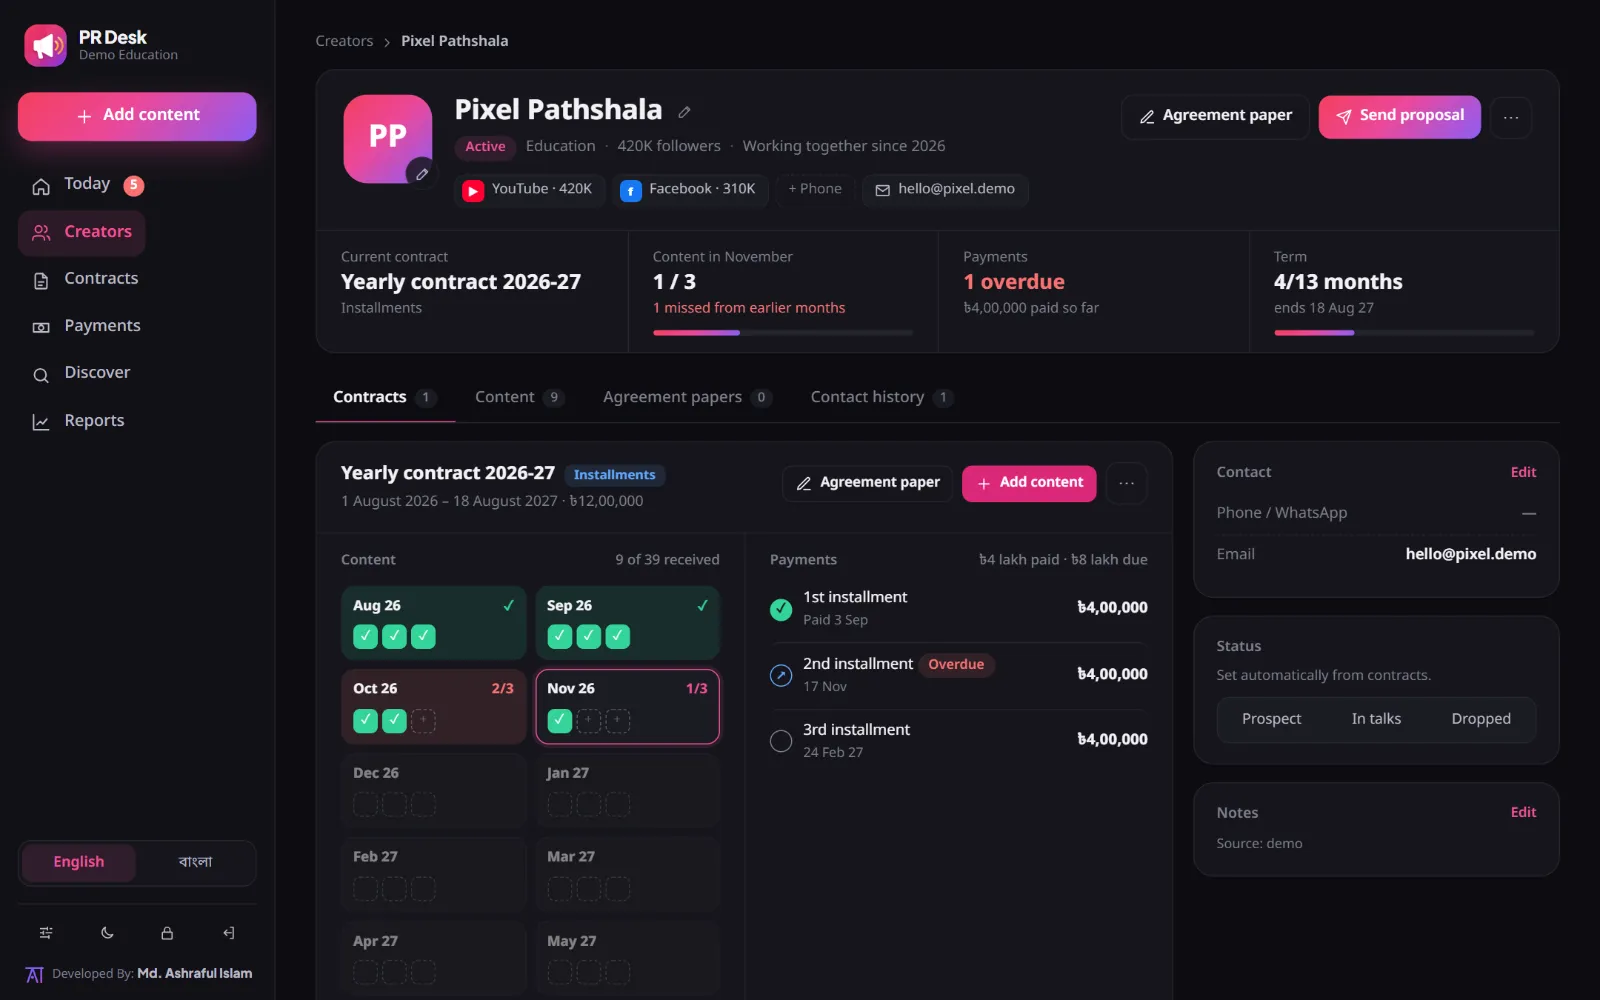 PR Desk
Demo Education
+ Add content
Today 5
Creators
Contracts
Payments
Discover
Reports
English
বাংলা
Developed By: Md. Ashraful Islam
Creators > Pixel Pathshala
PP
Pixel Pathshala
Active Education · 420K followers · Working together since 2026
YouTube · 420K
Facebook · 310K
+ Phone
hello@pixel.demo
Agreement paper
Send proposal
...
Current contract
Yearly contract 2026-27
Installments
Content in November
1 / 3
1 missed from earlier months
Payments
1 overdue
৳4,00,000 paid so far
Term
4/13 months
ends 18 Aug 27
Contracts 1
Content 9
Agreement papers 0
Contact history 1
Yearly contract 2026-27 Installments
1 August 2026 – 18 August 2027 · ৳12,00,000
Agreement paper
+ Add content
...
Content
9 of 39 received
Aug 26 ✓
✓ ✓ ✓
Sep 26 ✓
✓ ✓ ✓
Oct 26 2/3
✓ ✓ +
Nov 26 1/3
✓ + +
Dec 26
Jan 27
Feb 27
Mar 27
Apr 27
May 27
Payments
৳4 lakh paid · ৳8 lakh due
1st installment
Paid 3 Sep
৳4,00,000
2nd installment Overdue
17 Nov
৳4,00,000
3rd installment
24 Feb 27
৳4,00,000
Contact
Edit
Phone / WhatsApp —
Email hello@pixel.demo
Status
Set automatically from contracts.
Prospect
In talks
Dropped
Notes
Edit
Source: demo